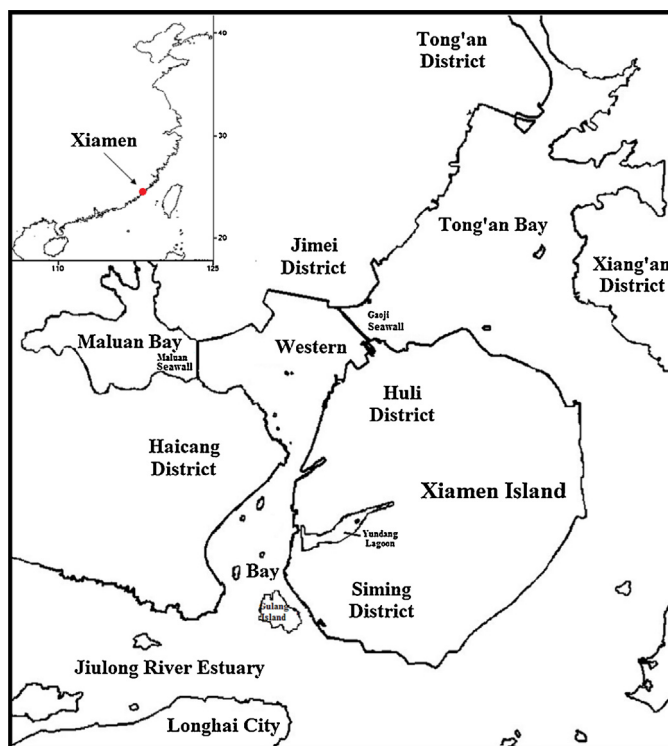 Tong'an
District
40
Xiamen
30
Tong'an Bay
20
110
125
Jimei
District
Xiang'an
District
Gaoji
Seawall
Maluan Bay
Maluan
Seawall
Western
Huli
District
Haicang
District
Xiamen Island
Yundang
Lagoon
Bay
Siming
District
Gulang
Island
Jiulong River Estuary
Longhai City